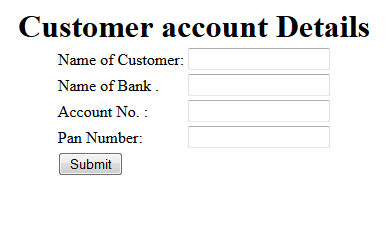 Customer account Details
Name of Customer:
Name of Bank .
Account No. :
Pan Number:
Submit